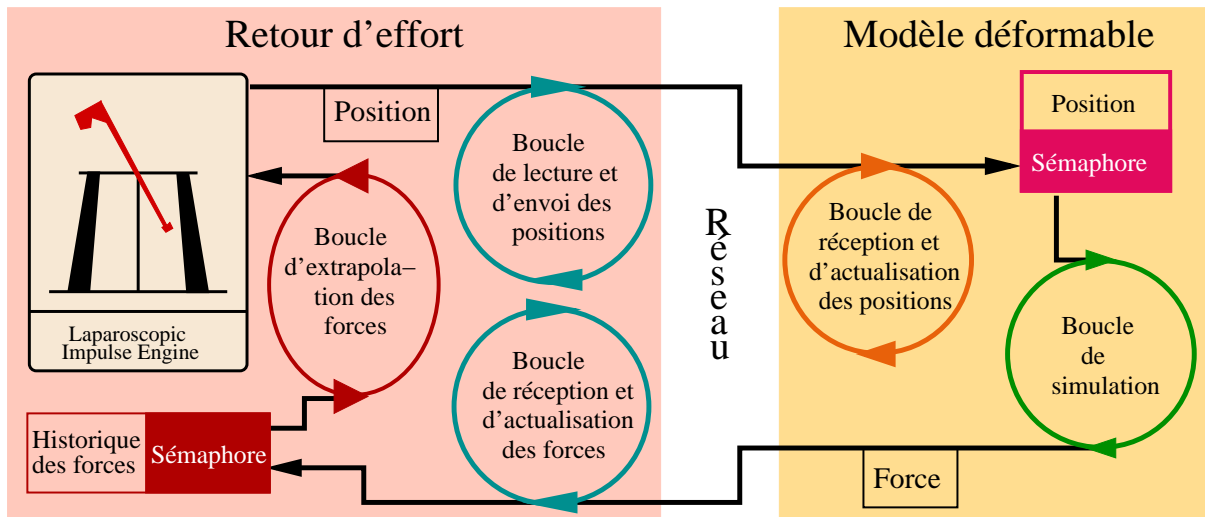 Retour d'effort
Modèle déformable
Position
Boucle
de lecture et
d'envoi des
positions
Boucle
d'extrapola–
tion des
forces
Laparoscopic
Impulse Engine
Boucle
de réception et
d'actualisation
des forces
Historique
des forces
Sémaphore
Réseau
Boucle de
réception et
d'actualisation
des positions
Position
Sémaphore
Boucle
de
simulation
Force